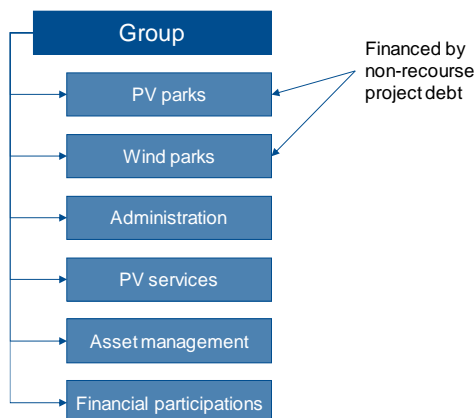 Group
Financed by
non-recourse
project debt
PV parks
Wind parks
Administration
PV services
Asset management
Financial participations